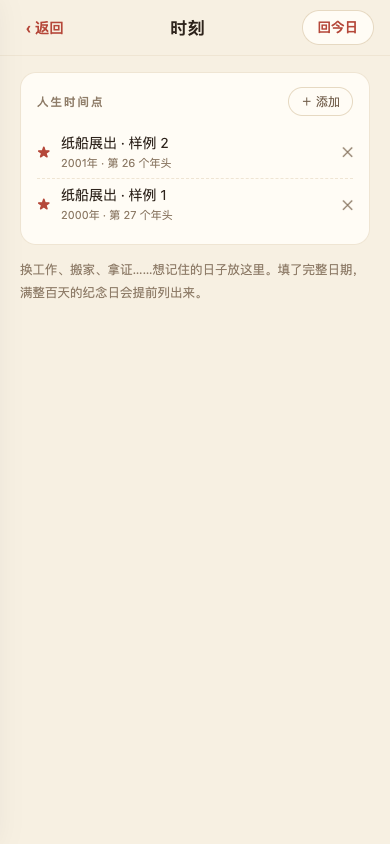 ‹ 返回
时刻
回今日
人生时间点
＋ 添加
纸船展出 · 样例 2
2001年 · 第 26 个年头
纸船展出 · 样例 1
2000年 · 第 27 个年头
换工作、搬家、拿证……想记住的日子放这里。填了完整日期，
满整百天的纪念日会提前列出来。